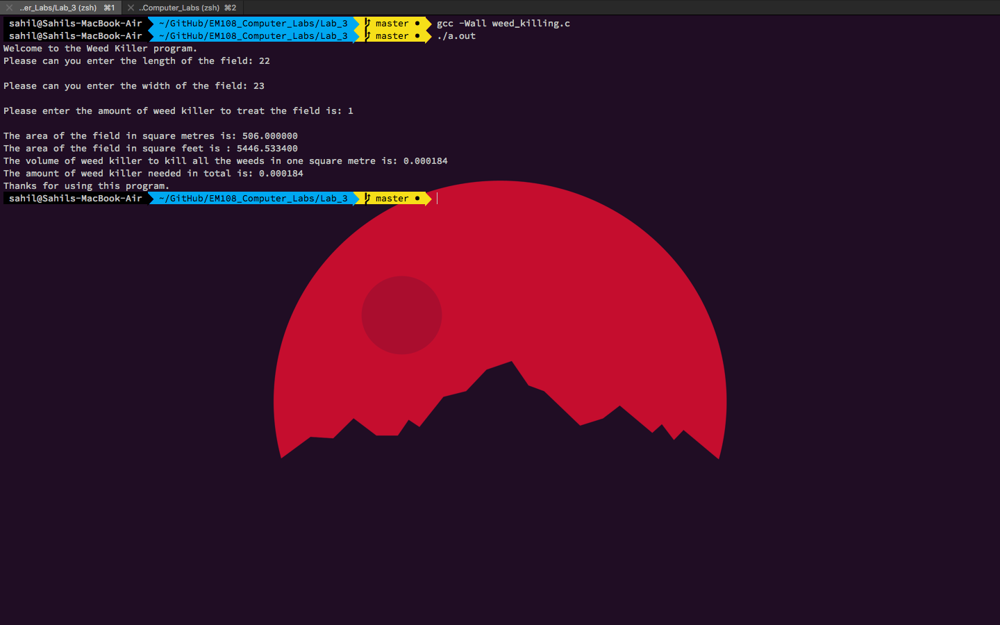 ..er_Labs/Lab_3 (zsh) ⌘1 ..Computer_Labs (zsh) ⌘2
sahil@Sahils-MacBook-Air ~/GitHub/EM108_Computer_Labs/Lab_3 master ● gcc -Wall weed_killing.c
sahil@Sahils-MacBook-Air ~/GitHub/EM108_Computer_Labs/Lab_3 master ● ./a.out
Welcome to the Weed Killer program.
Please can you enter the length of the field: 22
Please can you enter the width of the field: 23
Please enter the amount of weed killer to treat the field is: 1
The area of the field in square metres is: 506.000000
The area of the field in square feet is : 5446.533400
The volume of weed killer to kill all the weeds in one square metre is: 0.000184
The amount of weed killer needed in total is: 0.000184
Thanks for using this program.
sahil@Sahils-MacBook-Air ~/GitHub/EM108_Computer_Labs/Lab_3 master ●